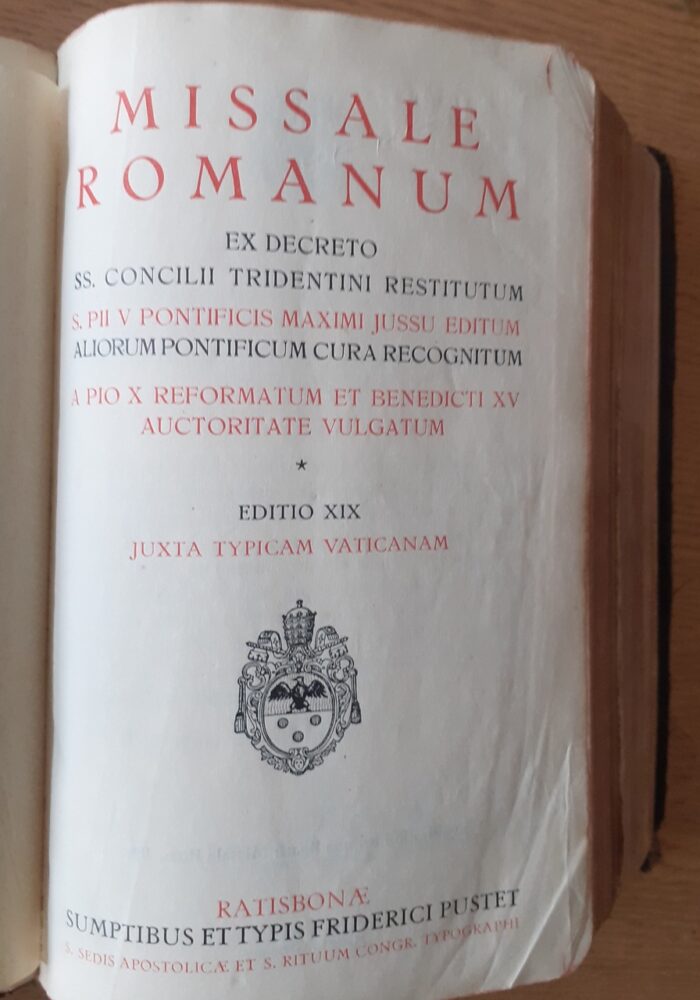 MISSALE
ROMANUM
EX DECRETO
SS. CONCILII TRIDENTINI RESTITUTUM
S. PII V PONTIFICIS MAXIMI JUSSU EDITUM
ALIORUM PONTIFICUM CURA RECOGNITUM
A PIO X REFORMATUM ET BENEDICTI XV
AUCTORITATE VULGATUM
*
EDITIO XIX
JUXTA TYPICAM VATICANAM
RATISBONÆ
SUMPTIBUS ET TYPIS FRIDERICI PUSTET
S. SEDIS APOSTOLICÆ ET S. RITUUM CONGR. TYPOGRAPHI